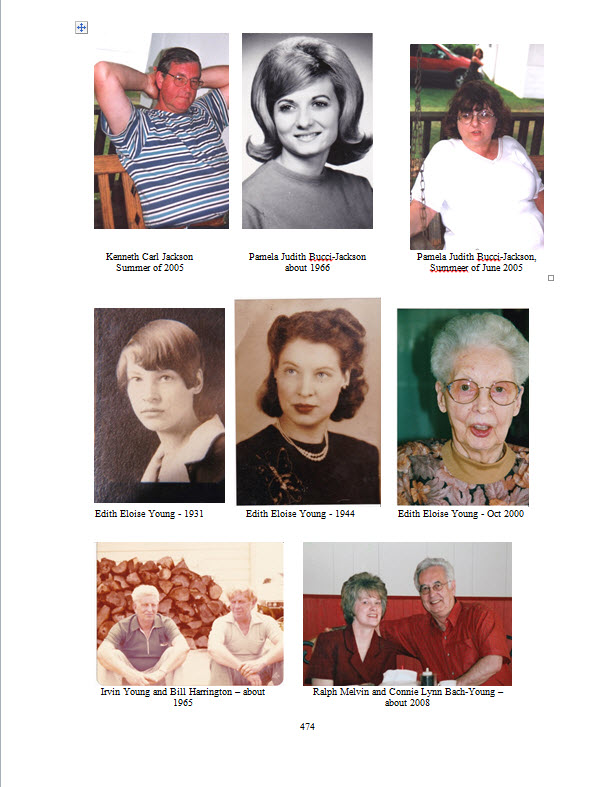 Kenneth Carl Jackson
Summer of 2005
Pamela Judith Bucci-Jackson
about 1966
Pamela Judith Bucci-Jackson,
Summeer of June 2005
Edith Eloise Young - 1931
Edith Eloise Young - 1944
Edith Eloise Young - Oct 2000
Irvin Young and Bill Harrington – about
1965
Ralph Melvin and Connie Lynn Bach-Young –
about 2008
474